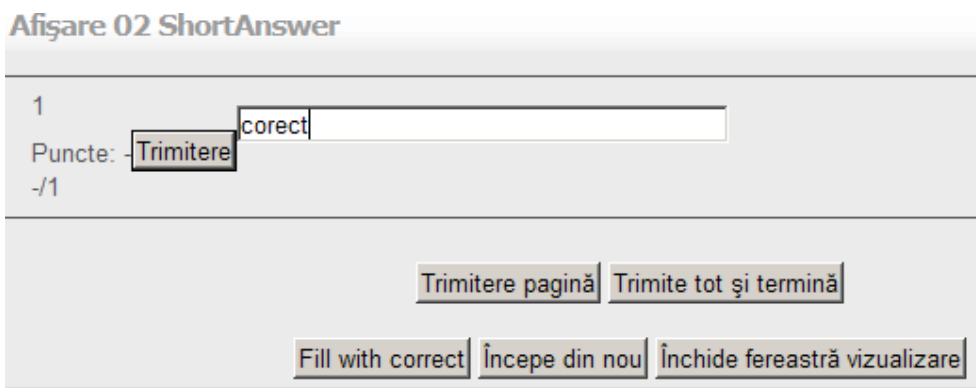 Afişare 02 ShortAnswer
1
corect
Puncte: -
Trimitere
-/1
Trimitere pagină Trimite tot şi termină
Fill with correct Începe din nou Închide fereastră vizualizare